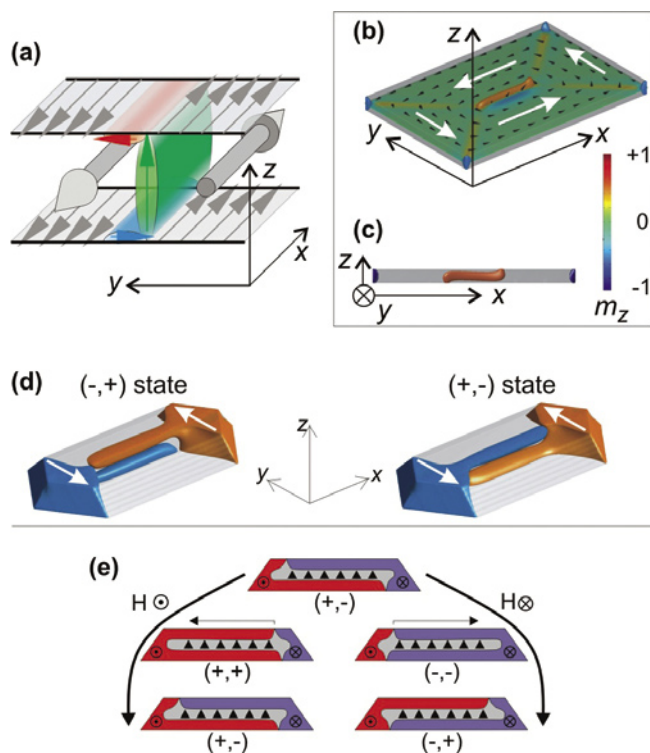 (a)
z
x
y
(b)
z
y
x
+1
0
-1
m_z
(c)
z
y
x
(d)
(-,+) state
(+,-) state
z
y
x
(e)
H
(+,-)
H
(+,+)
(-,-)
(+,-)
(-,+)